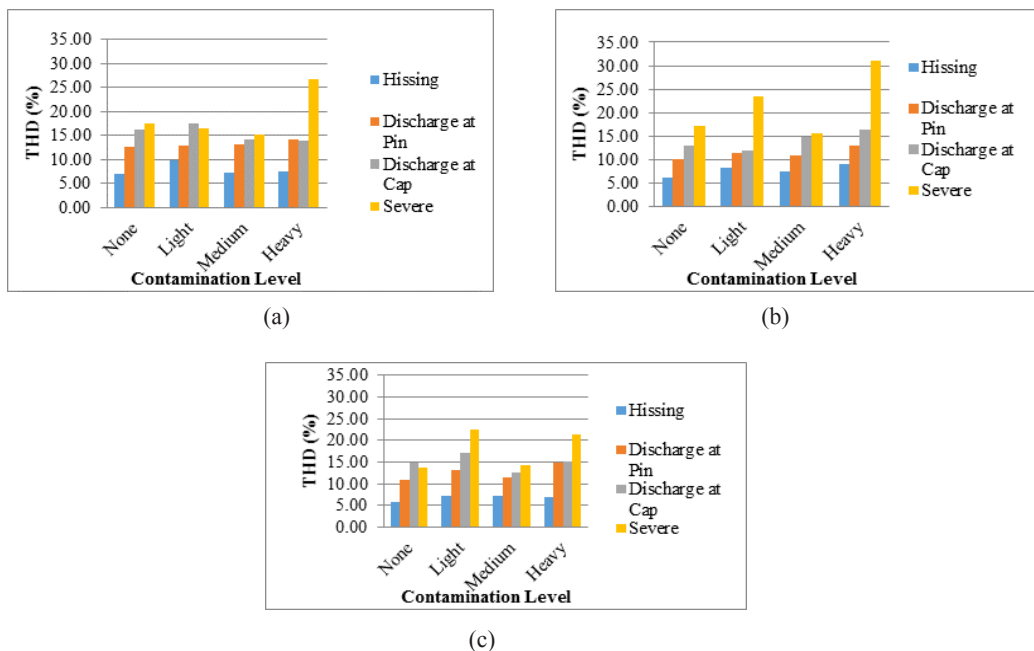 35.00
30.00
25.00
20.00
15.00
10.00
5.00
0.00
THD (%)
None
Light
Medium
Heavy
Contamination Level
Hissing
Discharge at
Pin
Discharge at
Cap
Severe
(a)
35.00
30.00
25.00
20.00
15.00
10.00
5.00
0.00
THD (%)
None
Light
Medium
Heavy
Contamination Level
Hissing
Discharge at
Pin
Discharge at
Cap
Severe
(b)
35.00
30.00
25.00
20.00
15.00
10.00
5.00
0.00
THD (%)
None
Light
Medium
Heavy
Contamination Level
Hissing
Discharge at
Pin
Discharge at
Cap
Severe
(c)